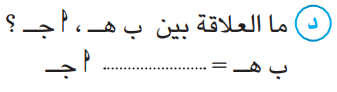 د ما العلاقة بين ب هـ ، أ جـ ؟
ب هـ = ........................ أ جـ